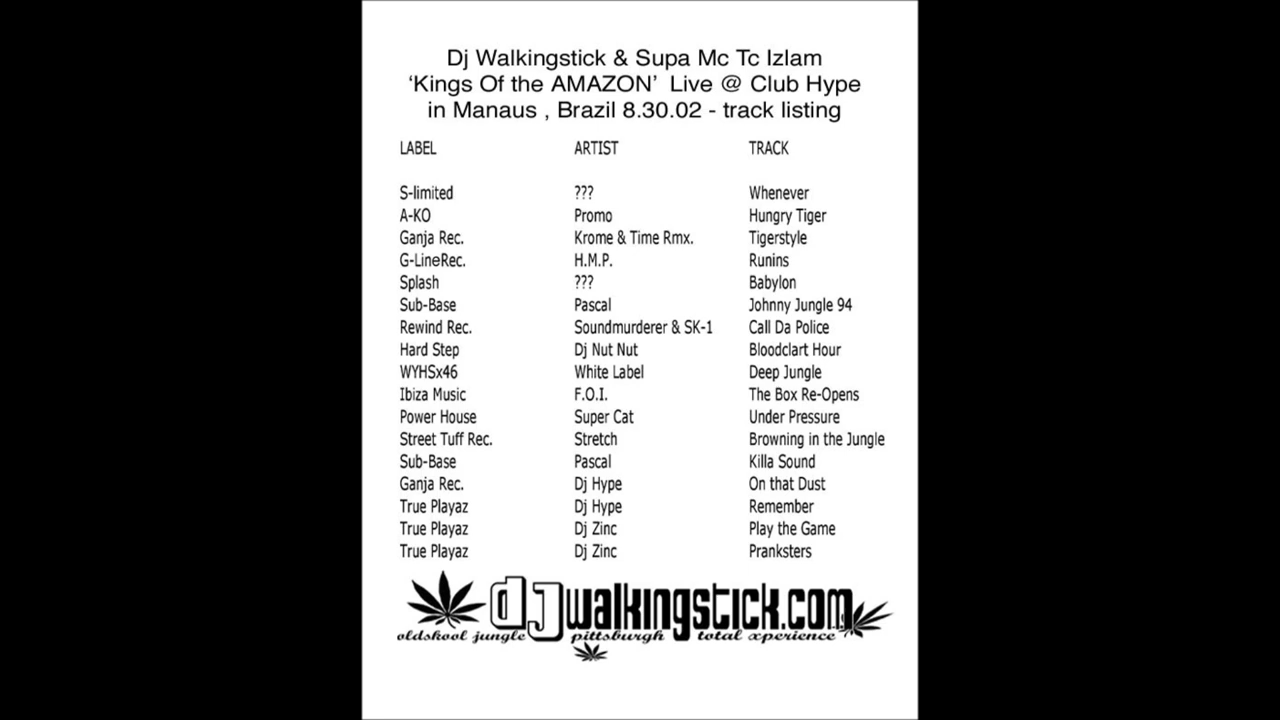 Dj Walkingstick & Supa Mc Tc Izlam
‘Kings Of the AMAZON’ Live @ Club Hype
in Manaus , Brazil 8.30.02 - track listing
LABEL ARTIST TRACK
S-limited ??? Whenever
A-KO Promo Hungry Tiger
Ganja Rec. Krome & Time Rmx. Tigerstyle
G-LineRec. H.M.P. Runins
Splash ??? Babylon
Sub-Base Pascal Johnny Jungle 94
Rewind Rec. Soundmurderer & SK-1 Call Da Police
Hard Step Dj Nut Nut Bloodclart Hour
WYHSx46 White Label Deep Jungle
Ibiza Music F.O.I. The Box Re-Opens
Power House Super Cat Under Pressure
Street Tuff Rec. Stretch Browning in the Jungle
Sub-Base Pascal Killa Sound
Ganja Rec. Dj Hype On that Dust
True Playaz Dj Hype Remember
True Playaz Dj Zinc Play the Game
True Playaz Dj Zinc Pranksters
djwalkingstick.com
oldskool jungle pittsburgh total xperience